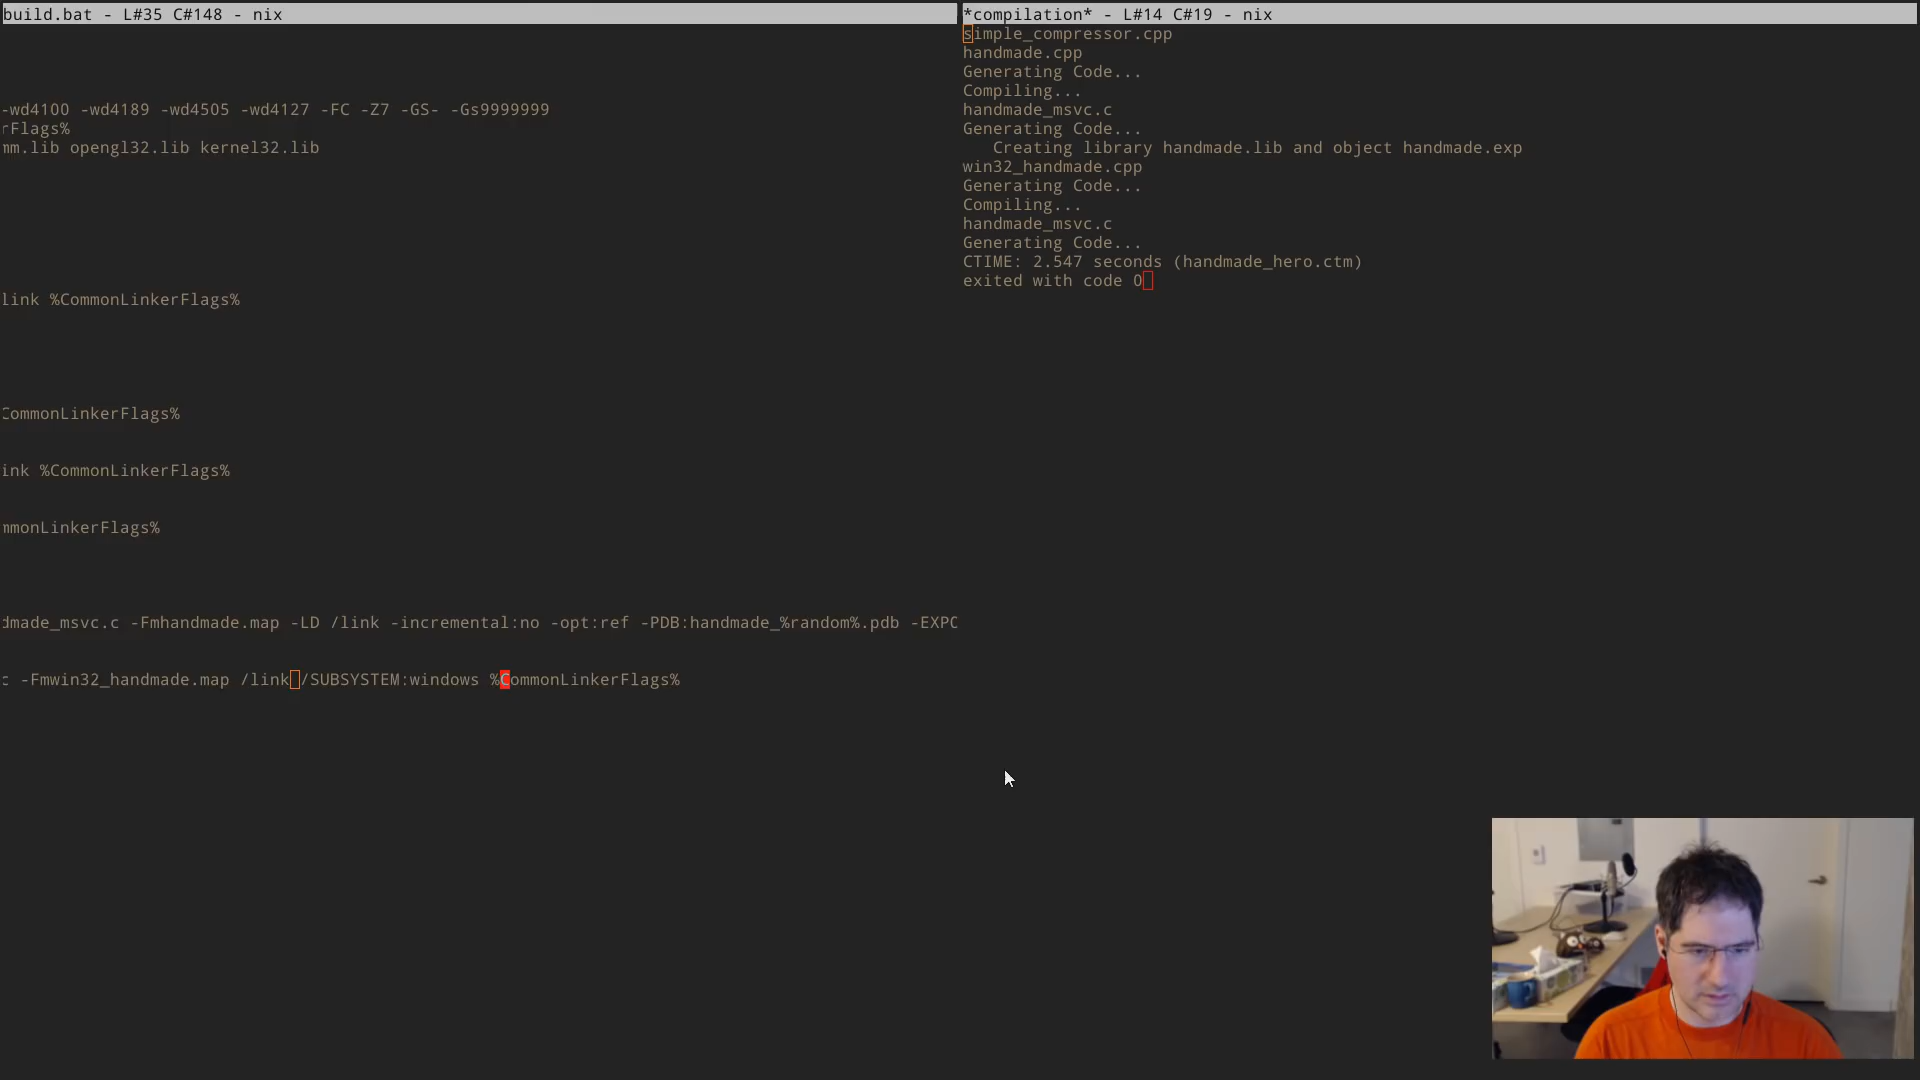 build.bat - L#35 C#148 - nix
-wd4100 -wd4189 -wd4505 -wd4127 -FC -Z7 -GS- -Gs9999999
rFlags%
mm.lib opengl32.lib kernel32.lib
link %CommonLinkerFlags%
CommonLinkerFlags%
ink %CommonLinkerFlags%
mmonLinkerFlags%
dmade_msvc.c -Fmhandmade.map -LD /link -incremental:no -opt:ref -PDB:handmade_%random%.pdb -EXPO
c -Fmwin32_handmade.map /link /SUBSYSTEM:windows %CommonLinkerFlags%
*compilation* - L#14 C#19 - nix
simple_compressor.cpp
handmade.cpp
Generating Code...
Compiling...
handmade_msvc.c
Generating Code...
Creating library handmade.lib and object handmade.exp
win32_handmade.cpp
Generating Code...
Compiling...
handmade_msvc.c
Generating Code...
CTIME: 2.547 seconds (handmade_hero.ctm)
exited with code 0